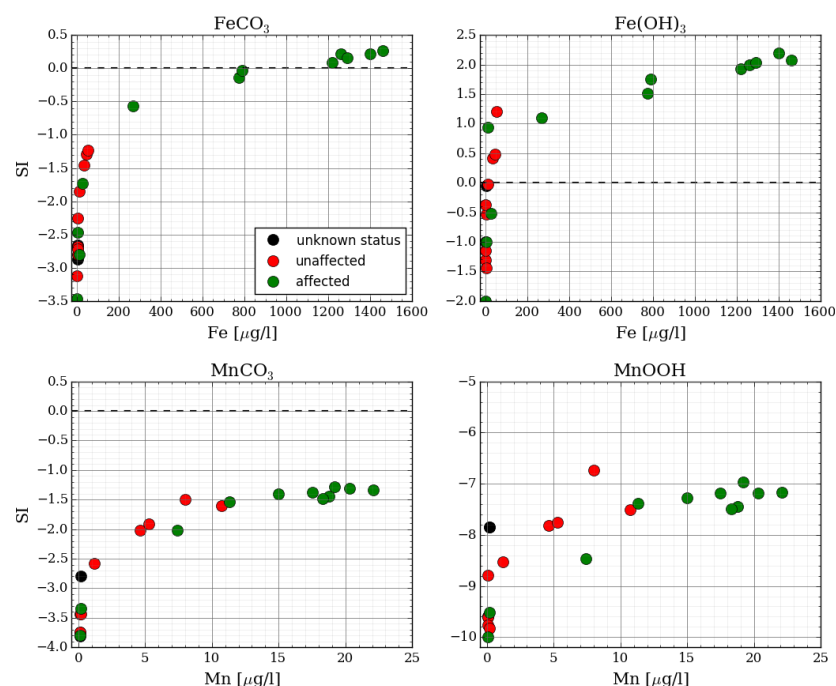 FeCO₃
0.5
0.0
−0.5
−1.0
−1.5
−2.0
−2.5
−3.0
−3.5
SI
unknown status
unaffected
affected
0 200 400 600 800 1000 1200 1400 1600
Fe [μg/l]
Fe(OH)₃
2.5
2.0
1.5
1.0
0.5
0.0
−0.5
−1.0
−1.5
−2.0
0 200 400 600 800 1000 1200 1400 1600
Fe [μg/l]
MnCO₃
0.5
0.0
−0.5
−1.0
−1.5
−2.0
−2.5
−3.0
−3.5
−4.0
SI
0 5 10 15 20 25
Mn [μg/l]
MnOOH
−5
−6
−7
−8
−9
−10
0 5 10 15 20 25
Mn [μg/l]